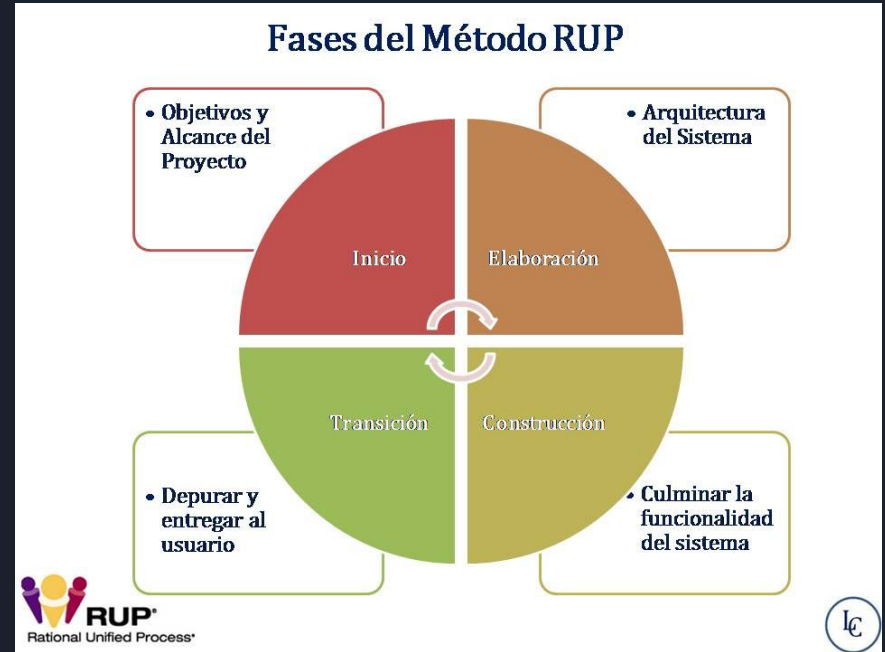 Fases del Método RUP
• Objetivos y
Alcance del
Proyecto
• Arquitectura
del Sistema
Inicio
Elaboración
Transición
Construcción
• Depurar y
entregar al
usuario
• Culminar la
funcionalidad
del sistema
RUP
Rational Unified Process
LC